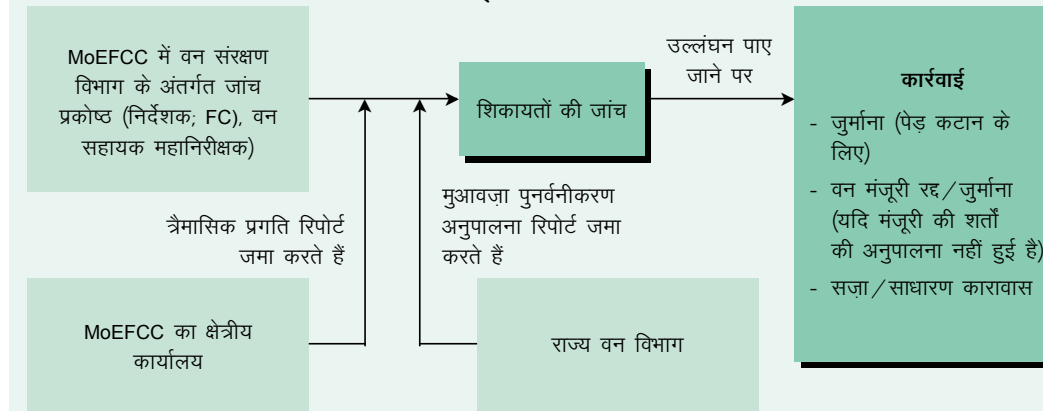 MoEFCC में वन संरक्षण
विभाग के अंतर्गत जांच
प्रकोष्ठ (निर्देशक; FC), वन
सहायक महानिरीक्षक)
शिकायतों की जांच
उल्लंघन पाए
जाने पर
कार्रवाई
- जुर्माना (पेड़ कटान के
लिए)
- वन मंजूरी रद्द/जुर्माना
(यदि मंजूरी की शर्तों
की अनुपालना नहीं हुई है)
- सज़ा/साधारण कारावास
त्रैमासिक प्रगति रिपोर्ट
जमा करते हैं
मुआवज़ा पुनर्वनीकरण
अनुपालना रिपोर्ट जमा
करते हैं
MoEFCC का क्षेत्रीय
कार्यालय
राज्य वन विभाग